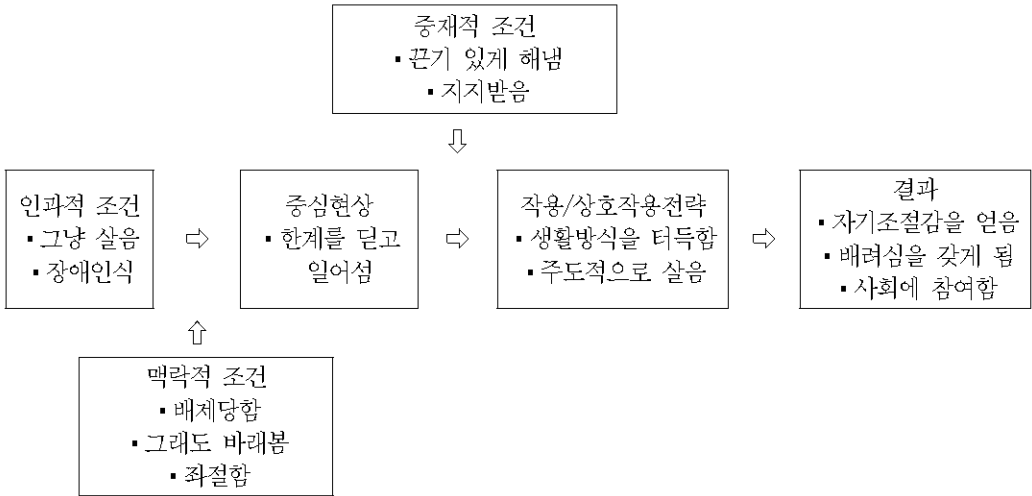 중재적 조건
▪ 끈기 있게 해냄
▪ 지지받음
인과적 조건
▪ 그냥 살음
▪ 장애인식
중심현상
▪ 한계를 딛고
일어섬
작용/상호작용전략
▪ 생활방식을 터득함
▪ 주도적으로 살음
결과
▪ 자기조절감을 얻음
▪ 배려심을 갖게 됨
▪ 사회에 참여함
맥락적 조건
▪ 배제당함
▪ 그래도 바래봄
▪ 좌절함